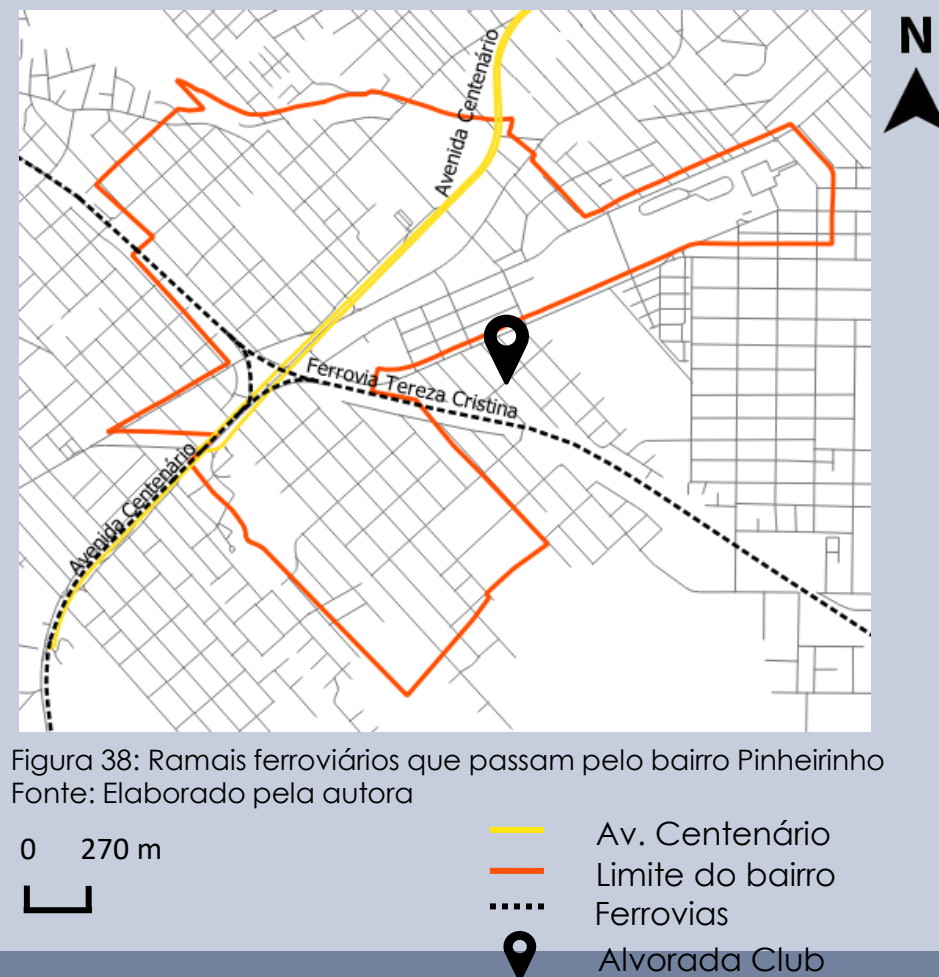 N
Avenida Centenário
Ferrovia Tereza Cristina
Avenida Centenário
Figura 38: Ramais ferroviários que passam pelo bairro Pinheirinho
Fonte: Elaborado pela autora
0 270 m
Av. Centenário
Limite do bairro
Ferrovias
Alvorada Club